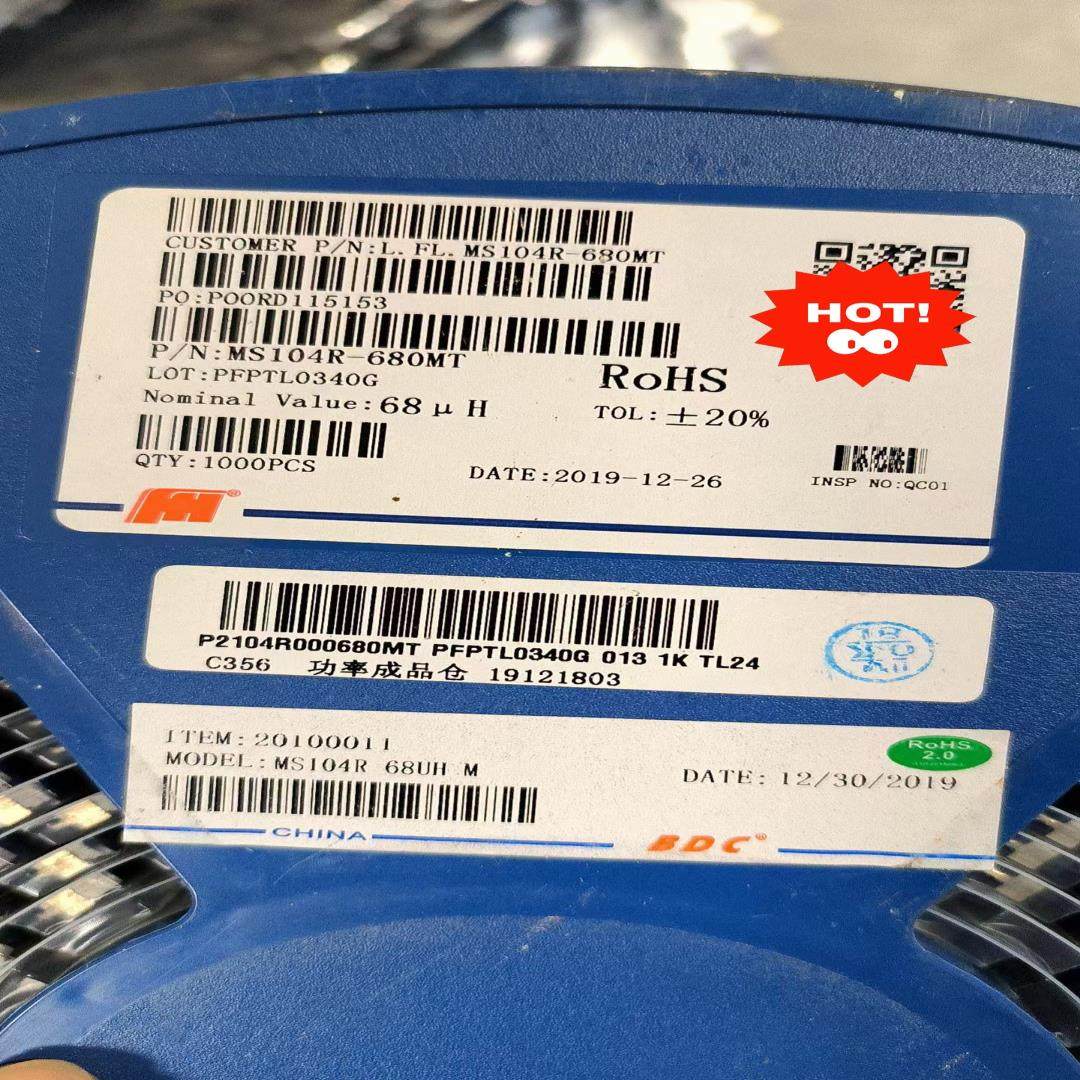 CUSTOMER P/N:L.FL.MS104R-680MT
PO:POORD115153
P/N:MS104R-680MT
LOT:PFPTL0340G
RoHS
Nominal Value:68μH
TOL:±20%
QTY:1000PCS
DATE:2019-12-26
INSP NO:QC01
HOT!
P2104R000680MT PFPTL0340G 013 1K TL24
C356 功率成品仓 19121803
ITEM:20100011
MODEL:MS104R 68UH M
RoHS
2.0
DATE: 12/30/2019
CHINA
BDC®